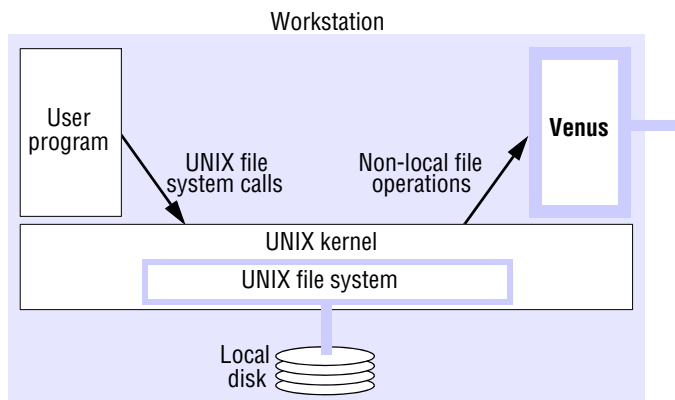 Workstation
User
program
UNIX file
system calls
Non-local file
operations
Venus
UNIX kernel
UNIX file system
Local
disk